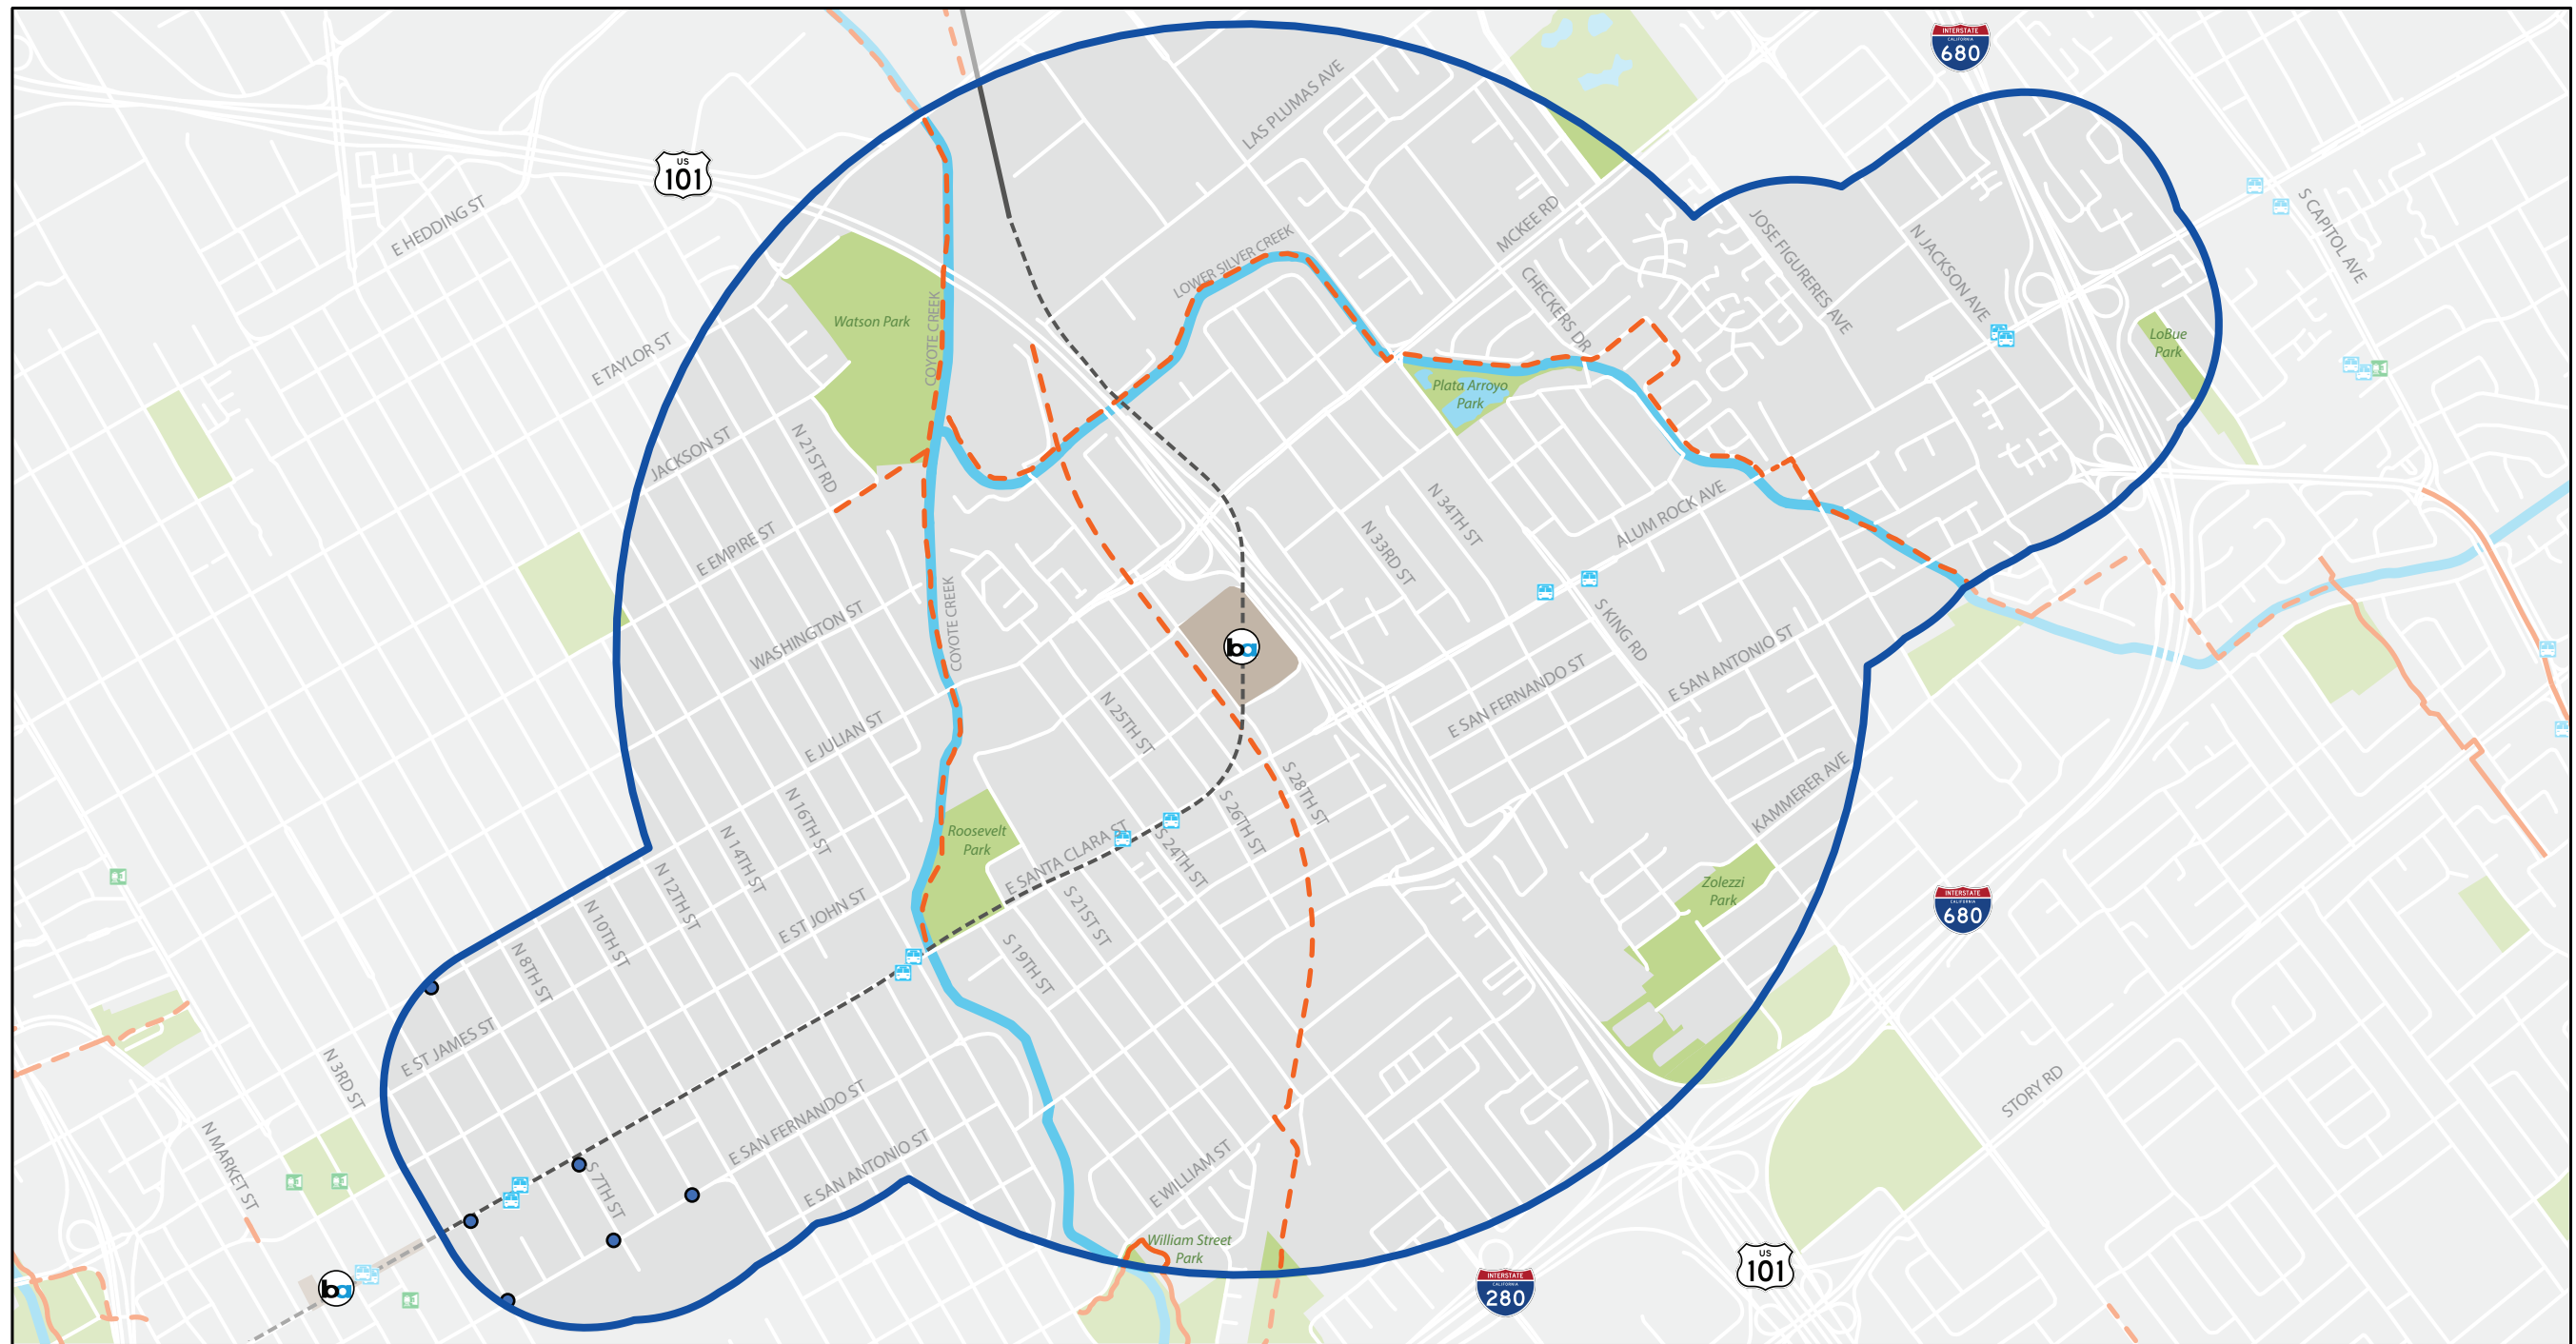 INTERSTATE
CALIFORNIA
680
LAS PLUMAS AVE
US
101
E HEDDING ST
S CAPITOL AVE
MCKEE RD
JOSE FIGUERES AVE
N JACKSON AVE
LOWER SILVER CREEK
CHECKERS DR
Watson Park
COYOTE CREEK
LoBue
Park
E TAYLOR ST
Plata Arroyo
Park
JACKSON ST
N 21ST RD
N 34TH ST
ALUM ROCK AVE
N 33RD ST
E EMPIRE ST
COYOTE CREEK
WASHINGTON ST
S KING RD
E SAN ANTONIO ST
ba
E SAN FERNANDO ST
N 25TH ST
E JULIAN ST
S 28TH ST
KAMMERER AVE
N 16TH ST
S 26TH ST
Roosevelt
Park
E SANTA CLARA ST
S 24TH ST
N 14TH ST
N 12TH ST
Zolezzi
Park
INTERSTATE
CALIFORNIA
680
E ST JOHN ST
S 21ST ST
N 10TH ST
S 19TH ST
N 8TH ST
E ST JAMES ST
N 3RD ST
STORY RD
E SAN FERNANDO ST
N MARKET ST
E SAN ANTONIO ST
S 7TH ST
E WILLIAM ST
William Street
Park
US
101
INTERSTATE
CALIFORNIA
280
ba